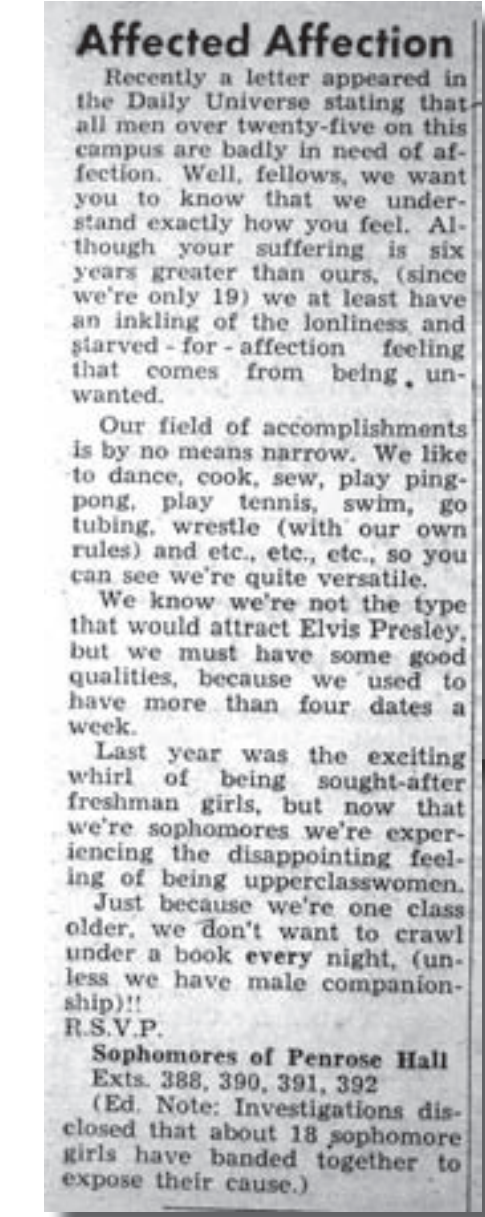 Affected Affection
Recently a letter appeared in
the Daily Universe stating that
all men over twenty-five on this
campus are badly in need of af-
fection. Well, fellows, we want
you to know that we under-
stand exactly how you feel. Al-
though your suffering is six
years greater than ours, (since
we're only 19) we at least have
an inkling of the lonliness and
starved - for - affection feeling
that comes from being un-
wanted.
Our field of accomplishments
is by no means narrow. We like
to dance, cook, sew, play ping-
pong, play tennis, swim, go
tubing, wrestle (with our own
rules) and etc., etc., etc., so you
can see we're quite versatile.
We know we're not the type
that would attract Elvis Presley,
but we must have some good
qualities, because we used to
have more than four dates a
week.
Last year was the exciting
whirl of being sought-after
freshman girls, but now that
we're sophomores we're exper-
iencing the disappointing feel-
ing of being upperclasswomen.
Just because we're one class
older, we don't want to crawl
under a book every night, (un-
less we have male companion-
ship)!!
R.S.V.P.
Sophomores of Penrose Hall
Exts. 388, 390, 391, 392
(Ed. Note: Investigations dis-
closed that about 18 sophomore
girls have banded together to
expose their cause.)